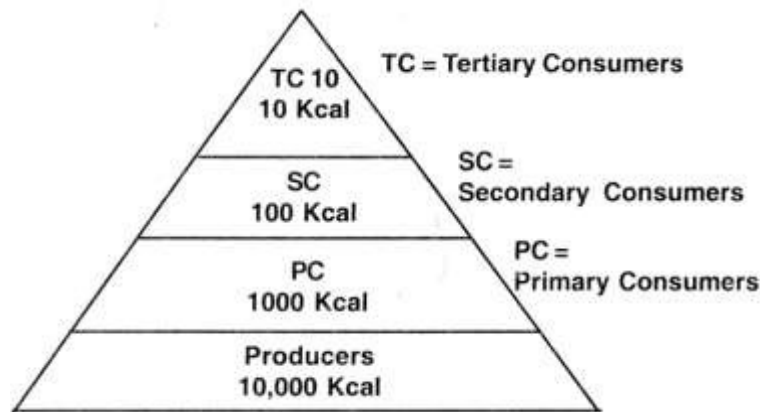 TC 10
10 Kcal
TC = Tertiary Consumers
SC
100 Kcal
SC =
Secondary Consumers
PC
1000 Kcal
PC =
Primary Consumers
Producers
10,000 Kcal